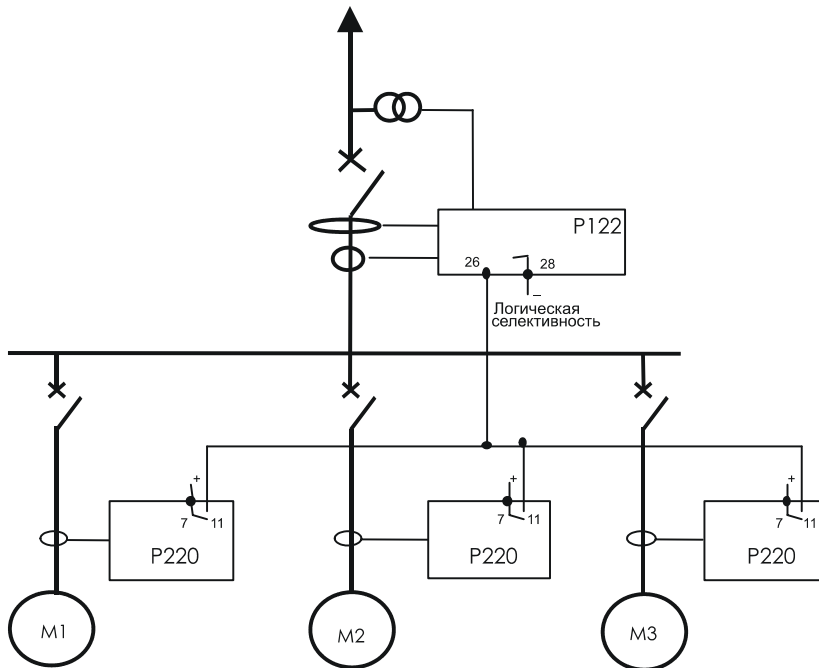 P122
26 28
–
Логическая
селективность
+ + +
7 11 7 11 7 11
P220 P220 P220
M1 M2 M3